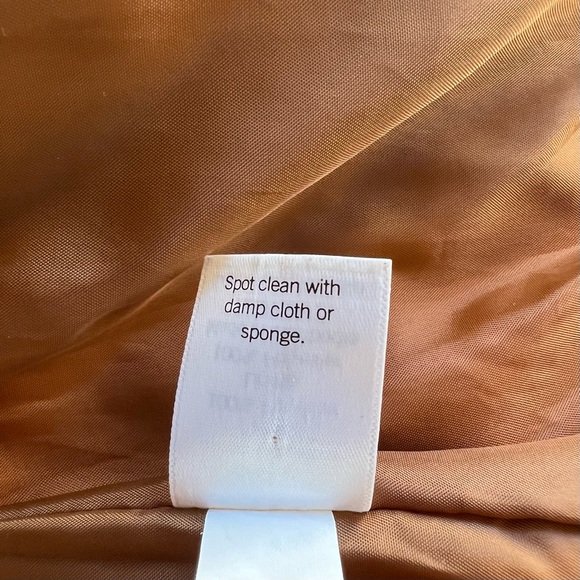 Spot clean with
damp cloth or
sponge.